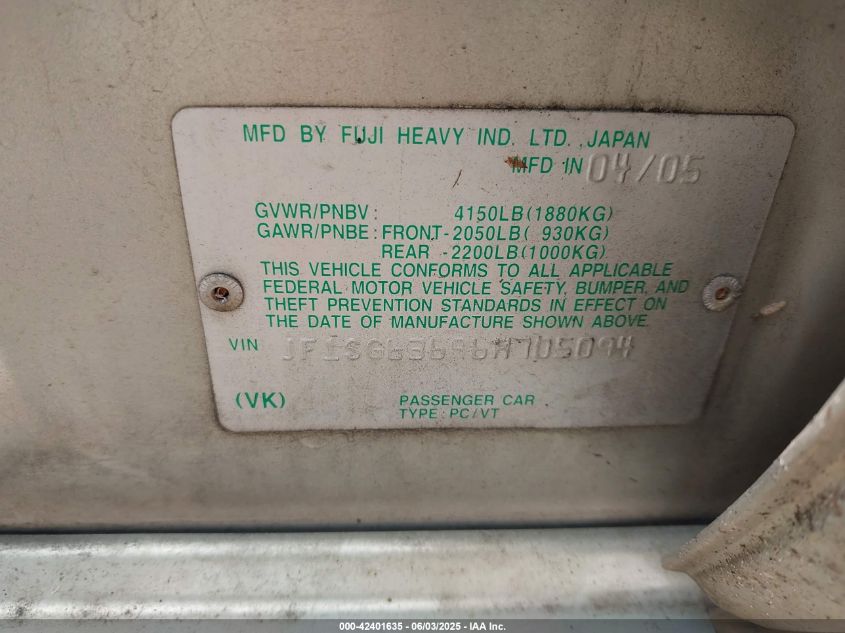 MFD BY FUJI HEAVY IND. LTD. JAPAN
MFD IN 04/05
GVWR/PNBV: 4150LB(1880KG)
GAWR/PNBE: FRONT-2050LB( 930KG)
REAR -2200LB(1000KG)
THIS VEHICLE CONFORMS TO ALL APPLICABLE
FEDERAL MOTOR VEHICLE SAFETY, BUMPER, AND
THEFT PREVENTION STANDARDS IN EFFECT ON
THE DATE OF MANUFACTURE SHOWN ABOVE.
VIN JF1SG63696H705094
(VK) PASSENGER CAR
TYPE: PC/VT
000-42401635 - 06/03/2025 - IAA Inc.